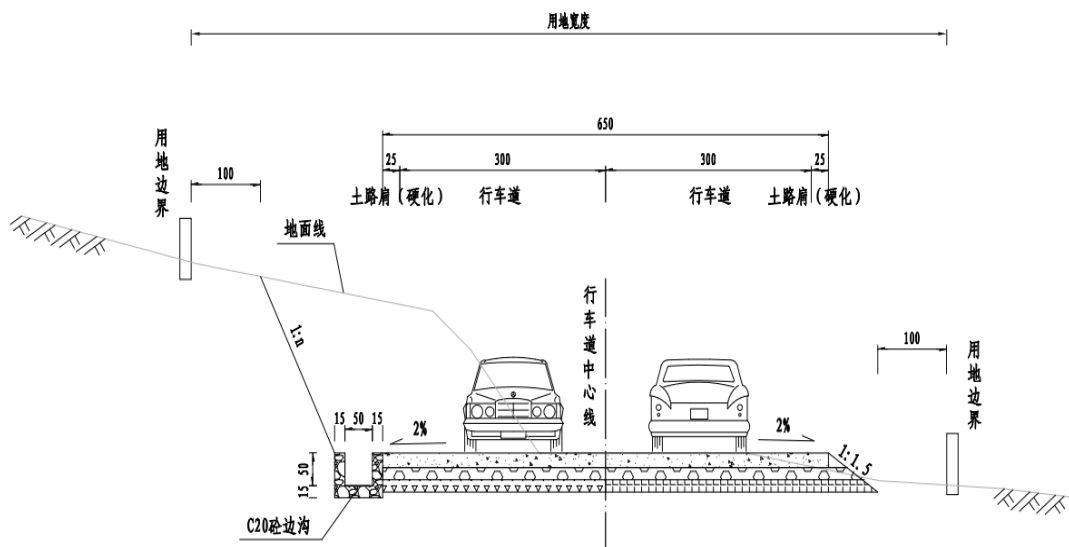 用地宽度
650
25
300
300
25
土路肩（硬化）
行车道
行车道
土路肩（硬化）
用地边界
100
地面线
1:n
行车道中心线
100
用地边界
15
50
15
2%
2%
1:1.5
50
15
C20砼边沟